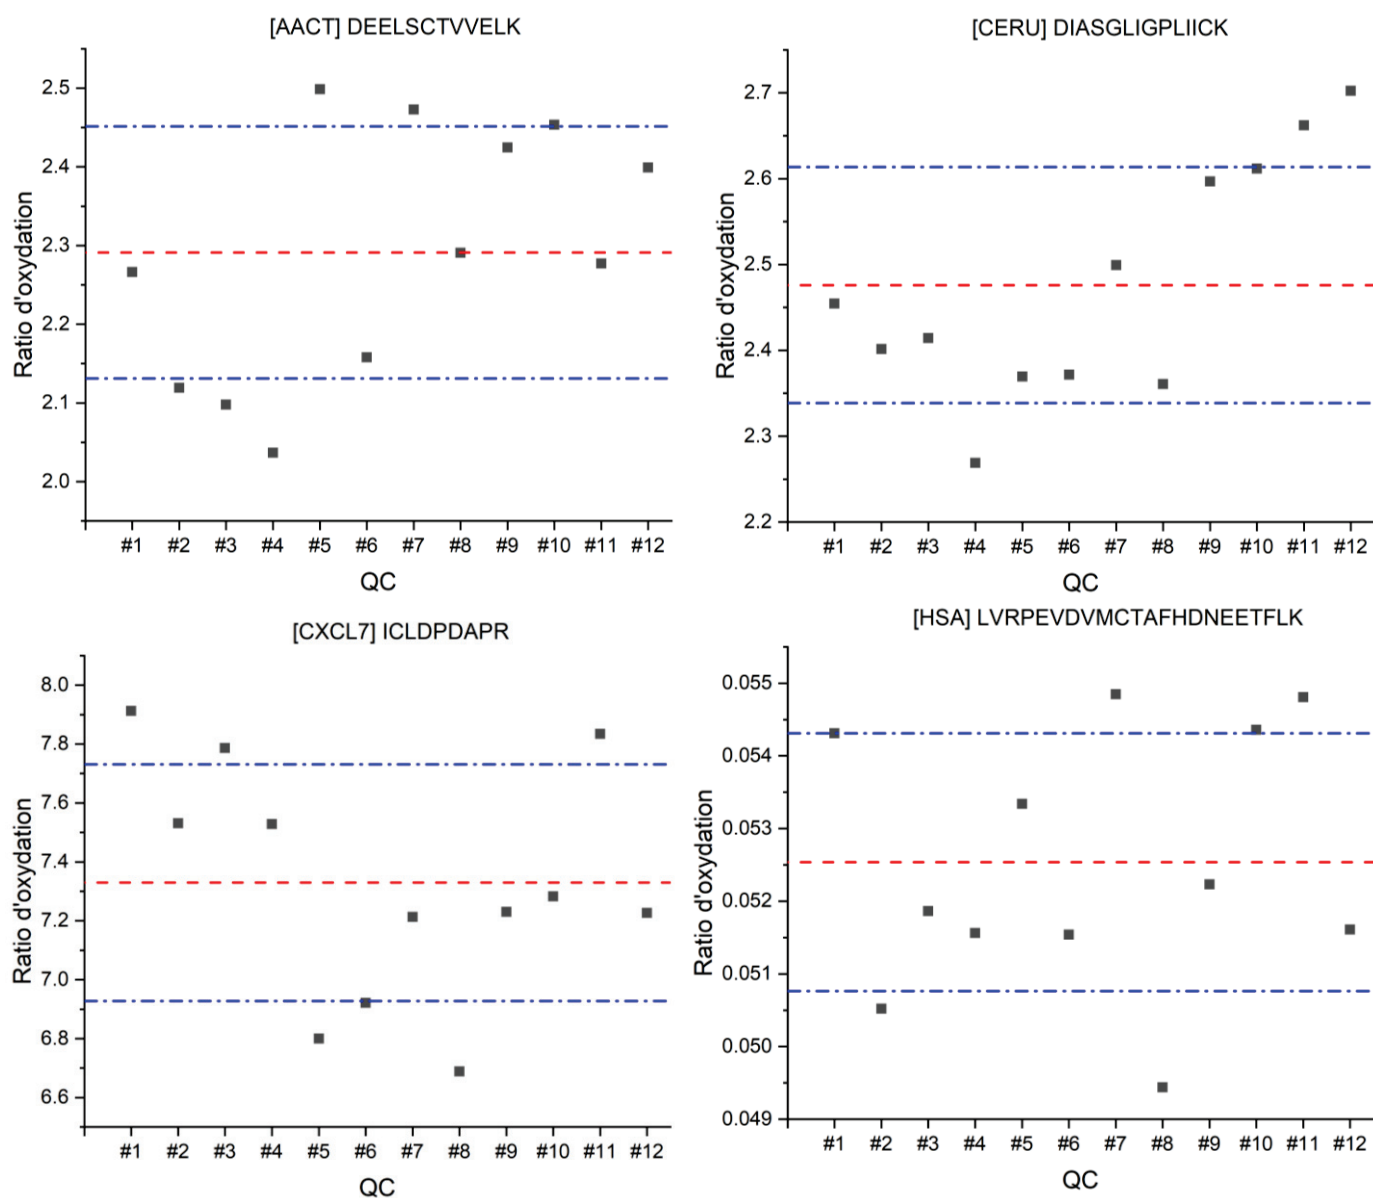 [AACT] DEELSCTVVELK
Ratio d'oxydation
2.5
2.4
2.3
2.2
2.1
2.0
#1 #2 #3 #4 #5 #6 #7 #8 #9 #10 #11 #12
QC
[CERU] DIASGLIGPLIICK
Ratio d'oxydation
2.7
2.6
2.5
2.4
2.3
2.2
#1 #2 #3 #4 #5 #6 #7 #8 #9 #10 #11 #12
QC
[CXCL7] ICLDPDAPR
Ratio d'oxydation
8.0
7.8
7.6
7.4
7.2
7.0
6.8
6.6
#1 #2 #3 #4 #5 #6 #7 #8 #9 #10 #11 #12
QC
[HSA] LVRPEVDVMCTAFHDNEETFLK
Ratio d'oxydation
0.055
0.054
0.053
0.052
0.051
0.050
0.049
#1 #2 #3 #4 #5 #6 #7 #8 #9 #10 #11 #12
QC